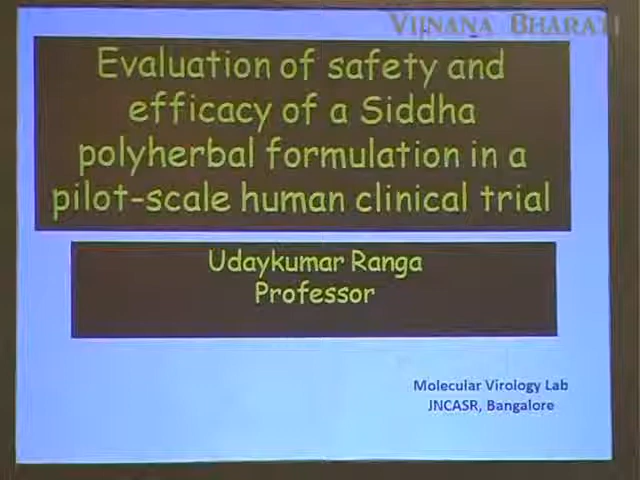 VIJNANA BHARATI
Evaluation of safety and
efficacy of a Siddha
polyherbal formulation in a
pilot-scale human clinical trial
Udaykumar Ranga
Professor
Molecular Virology Lab
JNCASR, Bangalore